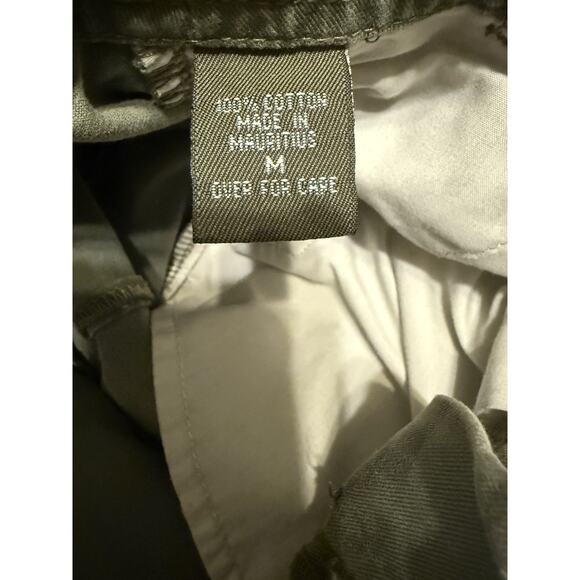 100% COTTON
MADE IN
MAURITIUS
M
OVER FOR CARE